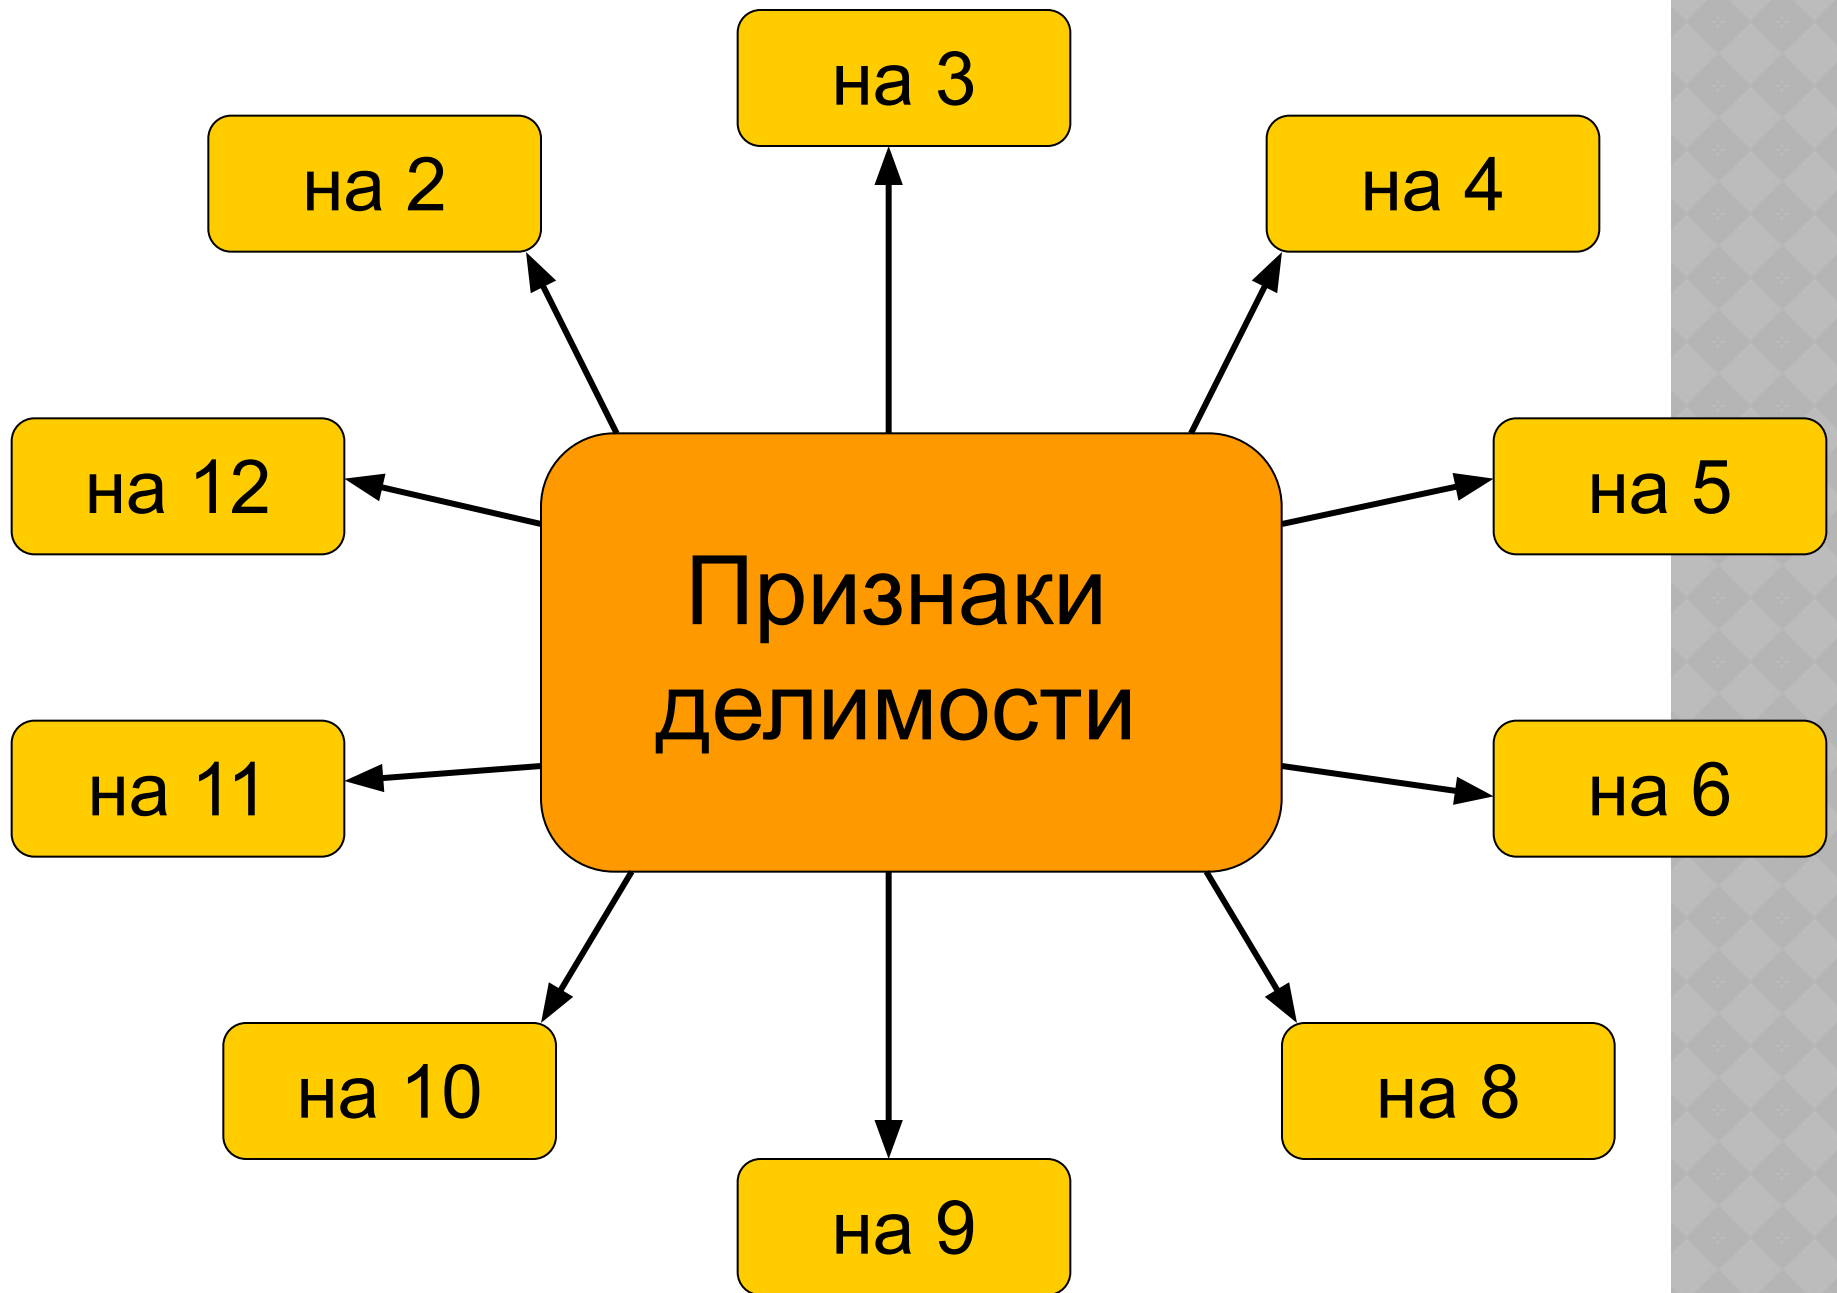 на 3
на 2
на 4
на 12
на 5
Признаки
делимости
на 11
на 6
на 10
на 8
на 9